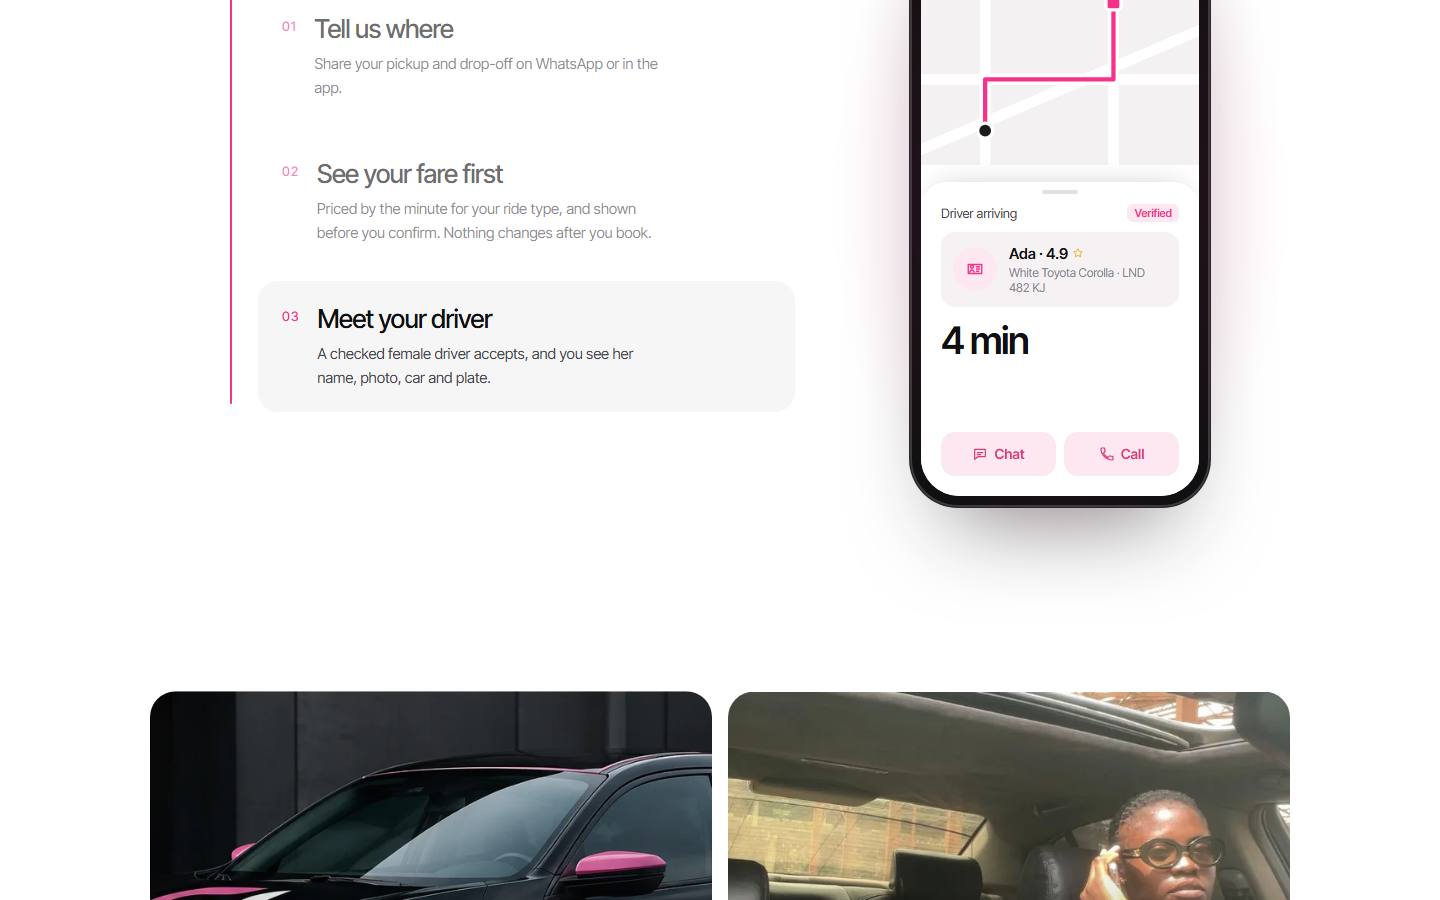 01
Tell us where
Share your pickup and drop-off on WhatsApp or in the
app.
02
See your fare first
Priced by the minute for your ride type, and shown
before you confirm. Nothing changes after you book.
03
Meet your driver
A checked female driver accepts, and you see her
name, photo, car and plate.
Driver arriving
Verified
Ada · 4.9
White Toyota Corolla · LND
482 KJ
4 min
Chat
Call